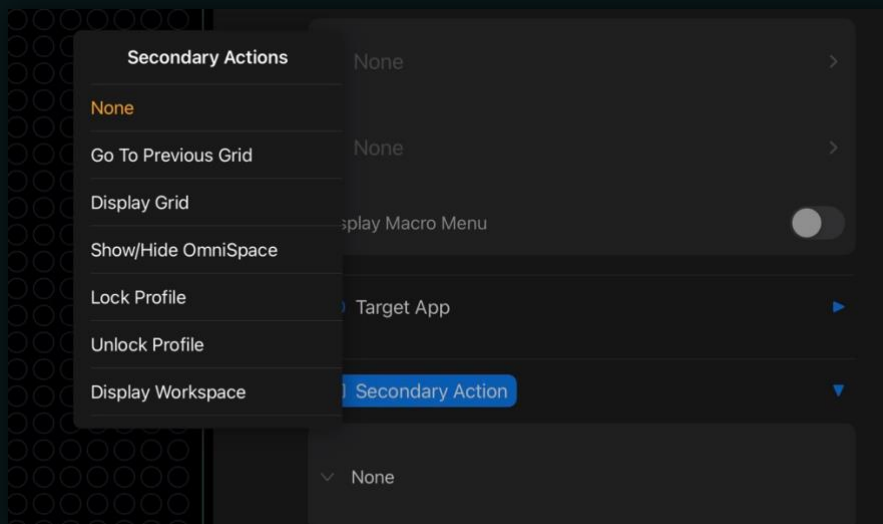 Secondary Actions
None
Go To Previous Grid
Display Grid
Show/Hide OmniSpace
Lock Profile
Unlock Profile
Display Workspace
None
None
splay Macro Menu
Target App
Secondary Action
None